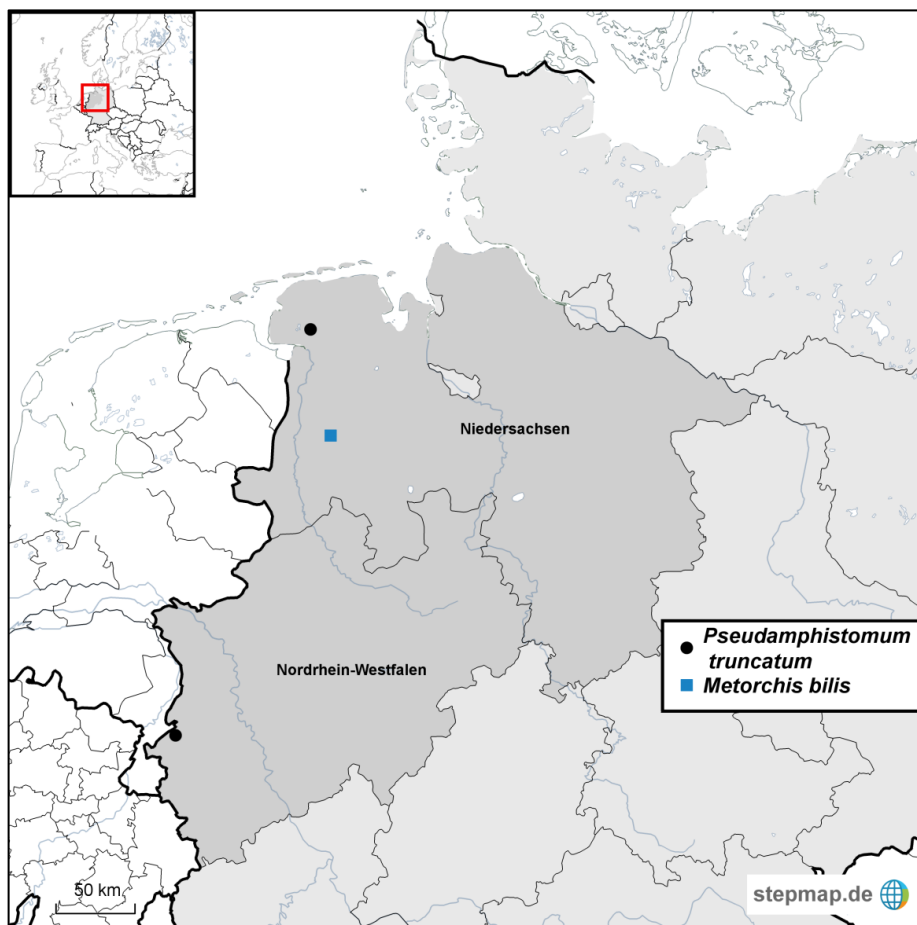 Niedersachsen
Nordrhein-Westfalen
Pseudamphistomum
truncatum
Metorchis bilis
50 km
stepmap.de